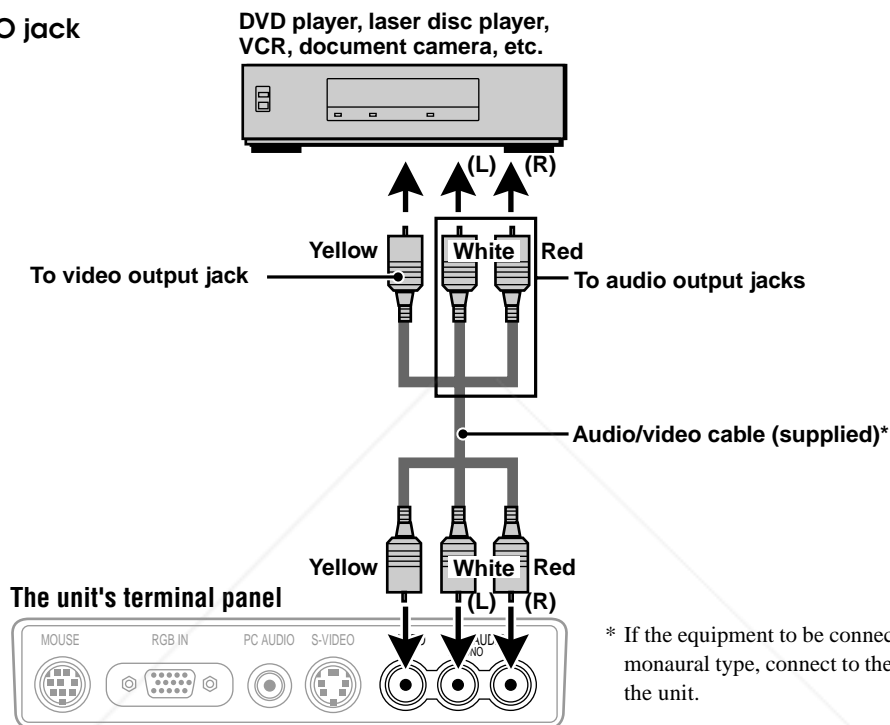 O jack
DVD player, laser disc player,
VCR, document camera, etc.
(L) (R)
Yellow White Red
To video output jack
To audio output jacks
Audio/video cable (supplied)*
Yellow White Red
(L) (R)
The unit's terminal panel
MOUSE RGB IN PC AUDIO S-VIDEO
* If the equipment to be connec
monaural type, connect to the
the unit.